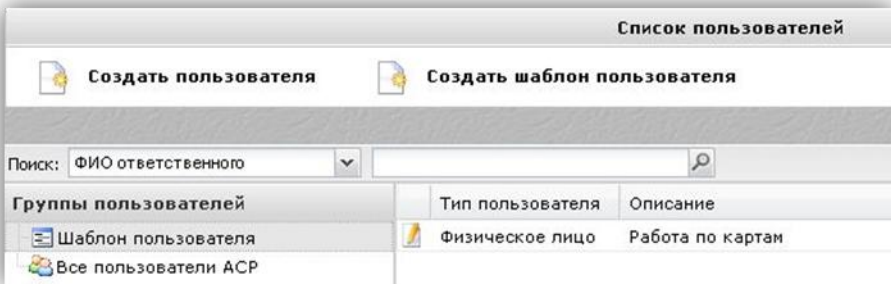 Список пользователей
Создать пользователя Создать шаблон пользователя
Поиск: ФИО ответственного
Группы пользователей Тип пользователя Описание
Шаблон пользователя Физическое лицо Работа по картам
Все пользователи АСР